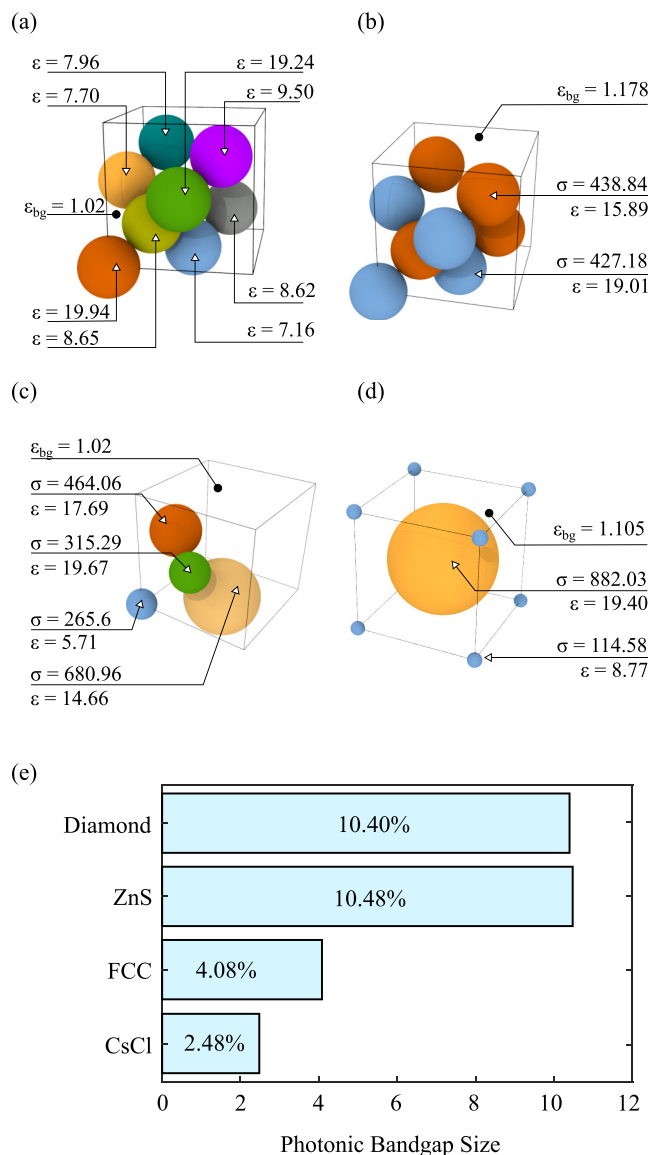 (a)
(b)
ε = 7.96
ε = 19.24
ε = 7.70
ε = 9.50
ε_bg = 1.02
ε = 19.94
ε = 8.62
ε = 8.65
ε = 7.16
ε_bg = 1.178
σ = 438.84
ε = 15.89
σ = 427.18
ε = 19.01
(c)
(d)
ε_bg = 1.02
σ = 464.06
ε = 17.69
σ = 315.29
ε = 19.67
σ = 265.6
ε = 5.71
σ = 680.96
ε = 14.66
ε_bg = 1.105
σ = 882.03
ε = 19.40
σ = 114.58
ε = 8.77
(e)
Diamond
10.40%
ZnS
10.48%
FCC
4.08%
CsCl
2.48%
0 2 4 6 8 10 12
Photonic Bandgap Size